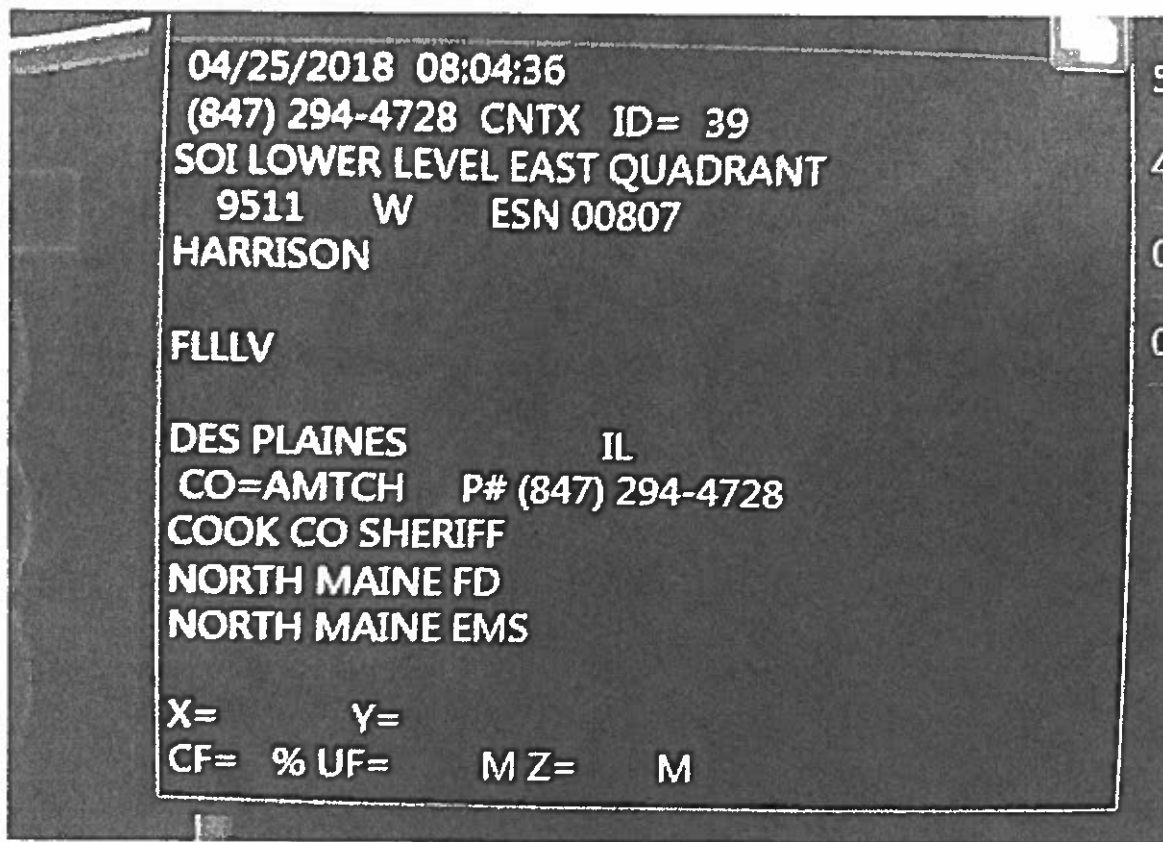 04/25/2018 08:04:36
(847) 294-4728 CNTX ID= 39
SOI LOWER LEVEL EAST QUADRANT
9511 W ESN 00807
HARRISON
FLLLV
DES PLAINES IL
CO=AMTCH P# (847) 294-4728
COOK CO SHERIFF
NORTH MAINE FD
NORTH MAINE EMS
X= Y=
CF= % UF= M Z= M